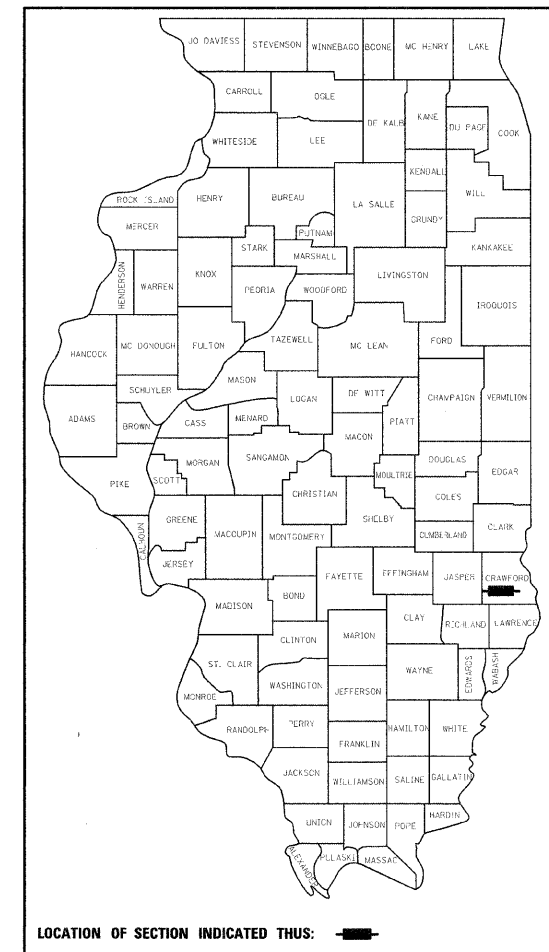 JO DAVIESS STEVENSON WINNEBAGO BOONE MC HENRY LAKE
CARROLL OGLE DE KALB KANE DU PAGE COOK
WHITESIDE LEE
KENDALL WILL
ROCK ISLAND HENRY BUREAU LA SALLE GRUNDY
MERCER PUTNAM
STARK MARSHALL KANKAKEE
HENDERSON WARREN KNOX PEORIA WOODFORD LIVINGSTON IROQUOIS
HANCOCK MC DONOUGH FULTON TAZEWELL MC LEAN FORD
SCHUYLER MASON LOGAN DE WITT CHAMPAIGN VERMILION
ADAMS BROWN CASS MENARD MACON PIATT
MORGAN SANGAMON DOUGLAS EDGAR
PIKE SCOTT CHRISTIAN MOULTRIE COLES
GREENE MACCUPIN MONTGOMERY SHELBY CUMBERLAND CLARK
CALHOUN JERSEY FAYETTE EFFINGHAM JASPER CRAWFORD
MADISON BOND CLAY RICHLAND LAWRENCE
CLINTON MARION
ST. CLAIR WAYNE EDWARDS WABASH
WASHINGTON JEFFERSON
MONROE
RANDOLPH PERRY HAMILTON WHITE
FRANKLIN
JACKSON WILLIAMSON SALINE GALLATIN
UNION JOHNSON POPE HARDIN
ALEXANDER PULASKI MASSAC
LOCATION OF SECTION INDICATED THUS: